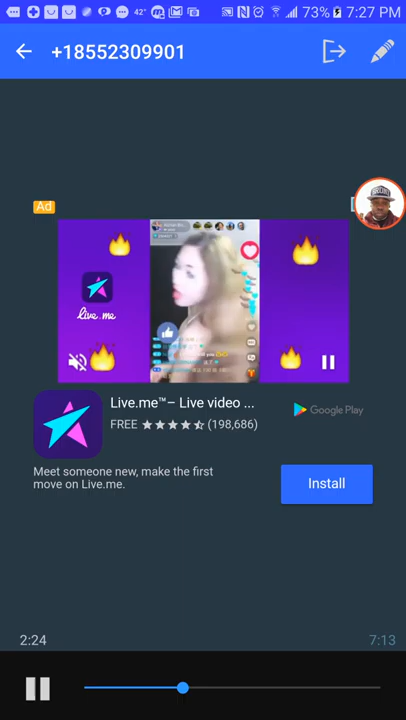 42°
73%
7:27 PM
+18552309901
Ad
live.me
Live.me™– Live video ...
FREE
(198,686)
Google Play
Meet someone new, make the first
move on Live.me.
Install
2:24
7:13